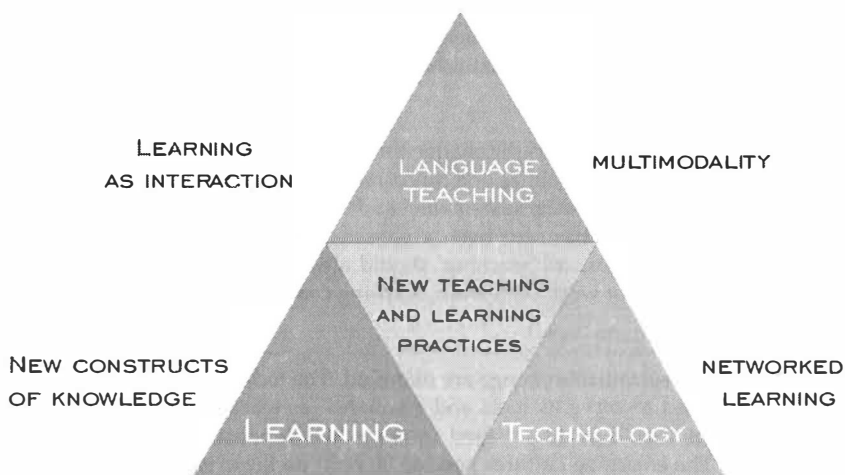 LEARNING
AS INTERACTION
LANGUAGE
TEACHING
MULTIMODALITY
NEW TEACHING
AND LEARNING
PRACTICES
NEW CONSTRUCTS
OF KNOWLEDGE
NETWORKED
LEARNING
LEARNING
TECHNOLOGY